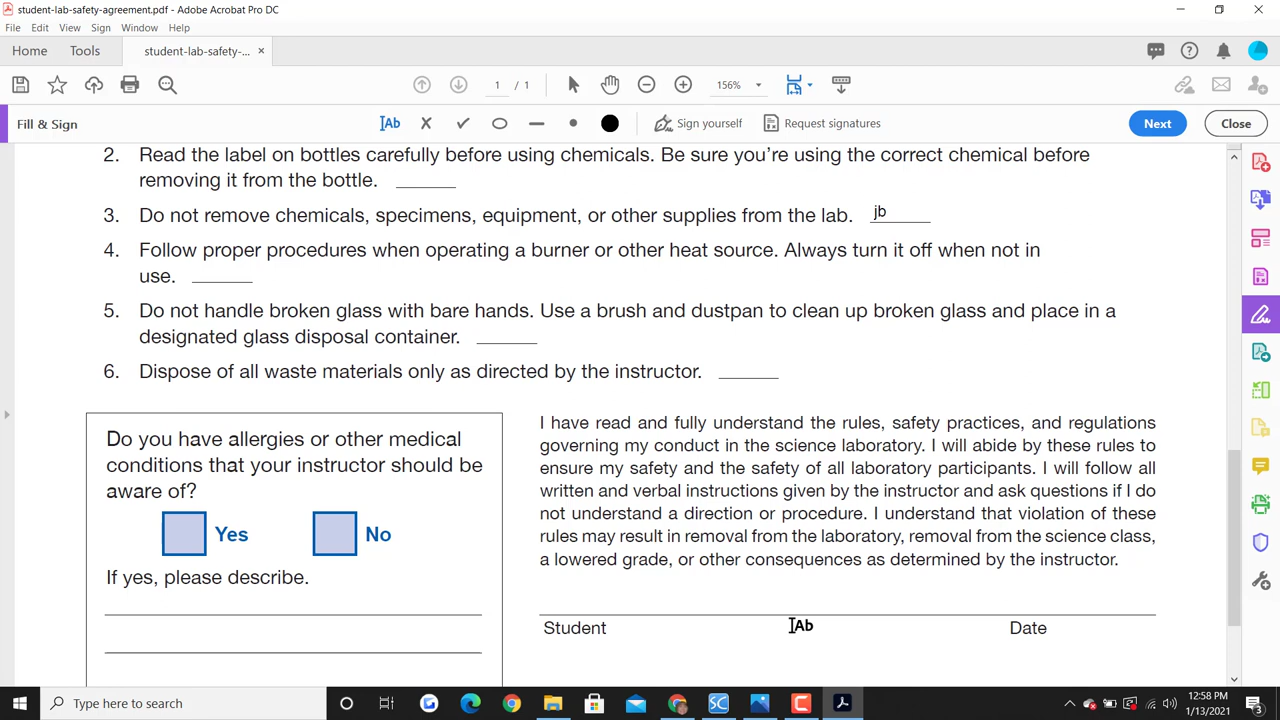 student-lab-safety-agreement.pdf - Adobe Acrobat Pro DC
File Edit View Sign Window Help
Home Tools student-lab-safety-... ×
1 / 1 156%
Fill & Sign Ab Sign yourself Request signatures Next Close
2. Read the label on bottles carefully before using chemicals. Be sure you’re using the correct chemical before
removing it from the bottle. ______
3. Do not remove chemicals, specimens, equipment, or other supplies from the lab. jb
4. Follow proper procedures when operating a burner or other heat source. Always turn it off when not in
use. ______
5. Do not handle broken glass with bare hands. Use a brush and dustpan to clean up broken glass and place in a
designated glass disposal container. ______
6. Dispose of all waste materials only as directed by the instructor. ______
Do you have allergies or other medical
conditions that your instructor should be
aware of?
Yes No
If yes, please describe.
I have read and fully understand the rules, safety practices, and regulations
governing my conduct in the science laboratory. I will abide by these rules to
ensure my safety and the safety of all laboratory participants. I will follow all
written and verbal instructions given by the instructor and ask questions if I do
not understand a direction or procedure. I understand that violation of these
rules may result in removal from the laboratory, removal from the science class,
a lowered grade, or other consequences as determined by the instructor.
Student Ab Date
Type here to search
12:58 PM
1/13/2021
3